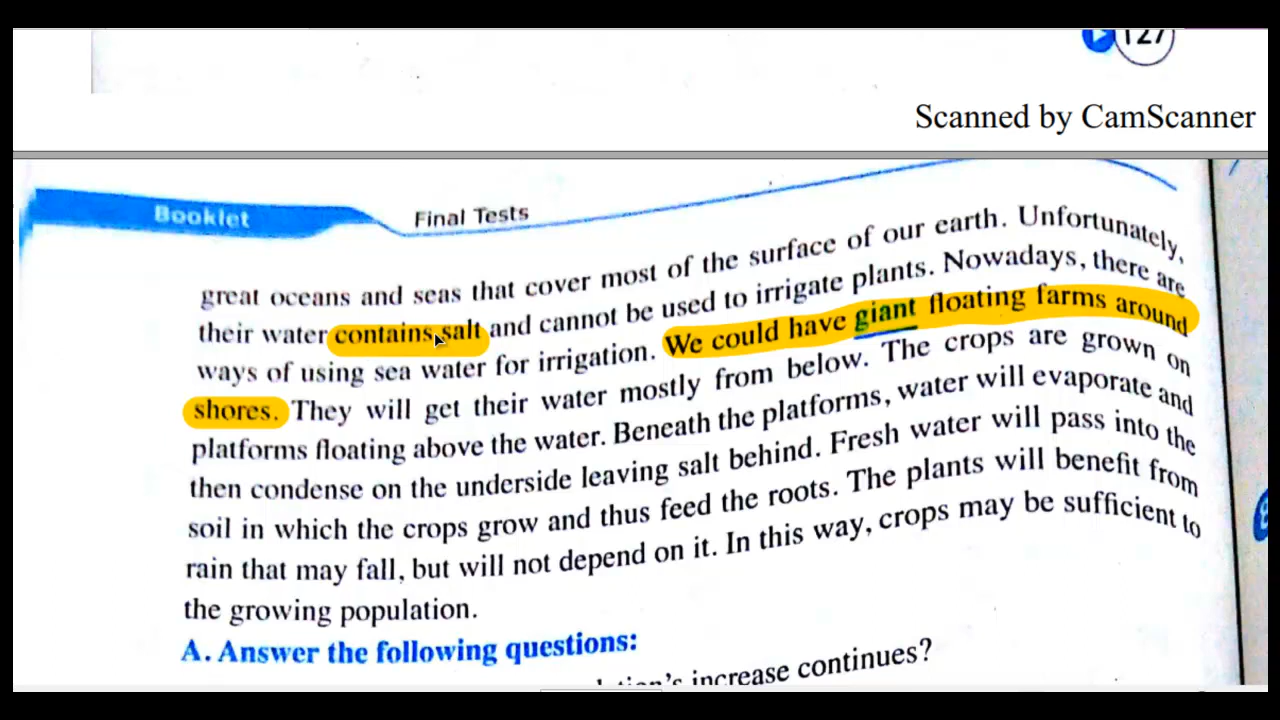 127
Scanned by CamScanner
Booklet
Final Tests
great oceans and seas that cover most of the surface of our earth. Unfortunately,
their water contains salt and cannot be used to irrigate plants. Nowadays, there are
ways of using sea water for irrigation. We could have giant floating farms around
shores. They will get their water mostly from below. The crops are grown on
platforms floating above the water. Beneath the platforms, water will evaporate and
then condense on the underside leaving salt behind. Fresh water will pass into the
soil in which the crops grow and thus feed the roots. The plants will benefit from
rain that may fall, but will not depend on it. In this way, crops may be sufficient to
the growing population.
A. Answer the following questions:
increase continues?